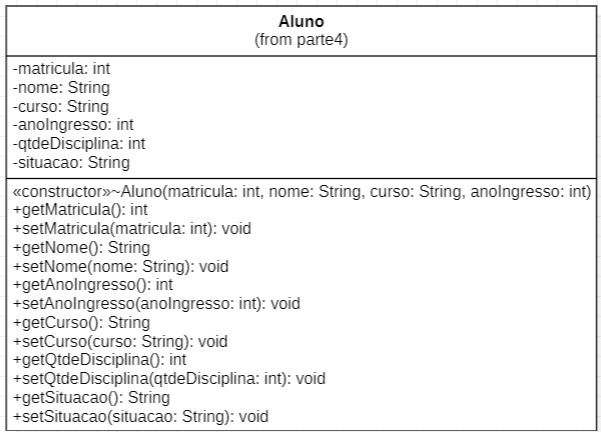 Aluno
(from parte4)
-matricula: int
-nome: String
-curso: String
-anoIngresso: int
-qtdeDisciplina: int
-situacao: String
«constructor»~Aluno(matricula: int, nome: String, curso: String, anoIngresso: int)
+getMatricula(): int
+setMatricula(matricula: int): void
+getNome(): String
+setNome(nome: String): void
+getAnoIngresso(): int
+setAnoIngresso(anoIngresso: int): void
+getCurso(): String
+setCurso(curso: String): void
+getQtdeDisciplina(): int
+setQtdeDisciplina(qtdeDisciplina: int): void
+getSituacao(): String
+setSituacao(situacao: String): void